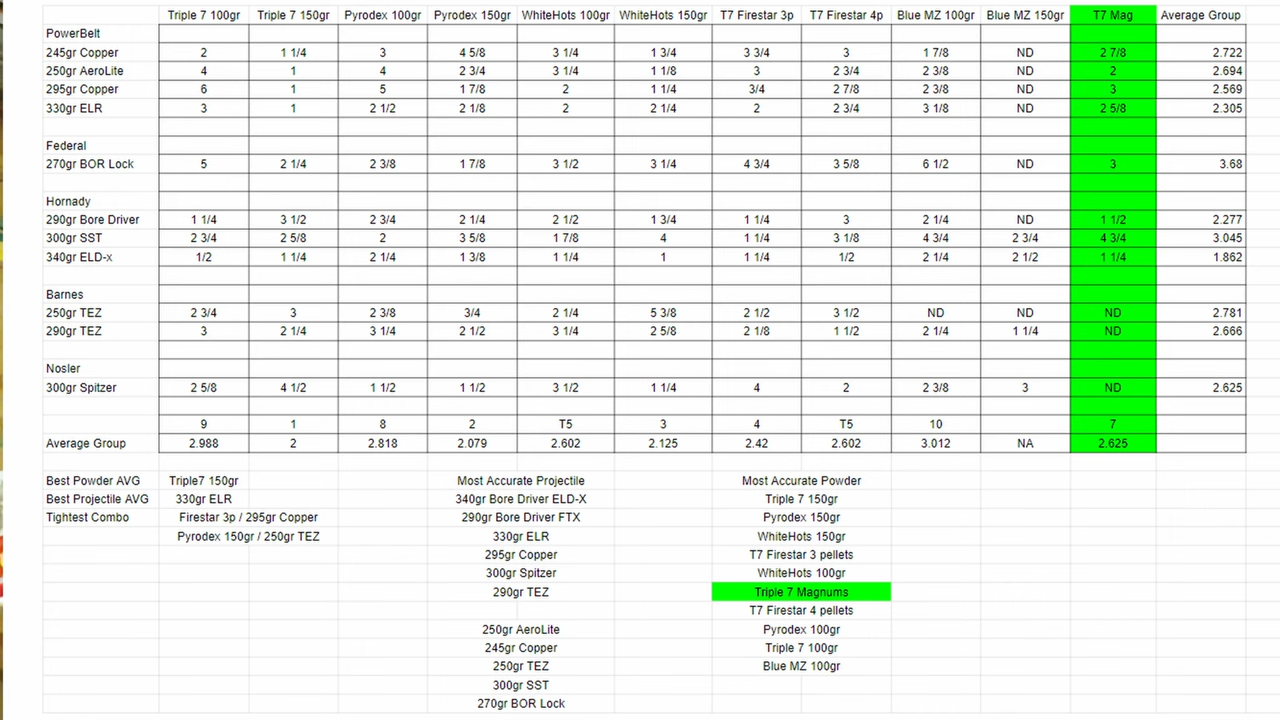 Triple 7 100gr Triple 7 150gr Pyrodex 100gr Pyrodex 150gr WhiteHots 100gr WhiteHots 150gr T7 Firestar 3p T7 Firestar 4p Blue MZ 100gr Blue MZ 150gr T7 Mag Average Group
PowerBelt
245gr Copper 2 1 1/4 3 4 5/8 3 1/4 1 3/4 3 3/4 3 1 7/8 ND 2 7/8 2.722
250gr AeroLite 4 1 4 2 3/4 3 1/4 1 1/8 3 2 3/4 2 3/8 ND 2 2.694
295gr Copper 6 1 5 1 7/8 2 1 1/4 3/4 2 7/8 2 3/8 ND 3 2.569
330gr ELR 3 1 2 1/2 2 1/8 2 2 1/4 2 2 3/4 3 1/8 ND 2 5/8 2.305
Federal
270gr BOR Lock 5 2 1/4 2 3/8 1 7/8 3 1/2 3 1/4 4 3/4 3 5/8 6 1/2 ND 3 3.68
Hornady
290gr Bore Driver 1 1/4 3 1/2 2 3/4 2 1/4 2 1/2 1 3/4 1 1/4 3 2 1/4 ND 1 1/2 2.277
300gr SST 2 3/4 2 5/8 2 3 5/8 1 7/8 4 1 1/4 3 1/8 4 3/4 2 3/4 4 3/4 3.045
340gr ELD-x 1/2 1 1/4 2 1/4 1 3/8 1 1/4 1 1 1/4 1/2 2 1/4 2 1/2 1 1/4 1.862
Barnes
250gr TEZ 2 3/4 3 2 3/8 3/4 2 1/4 5 3/8 2 1/2 3 1/2 ND ND ND 2.781
290gr TEZ 3 2 1/4 3 1/4 2 1/2 3 1/4 2 5/8 2 1/8 1 1/2 2 1/4 1 1/4 ND 2.666
Nosler
300gr Spitzer 2 5/8 4 1/2 1 1/2 1 1/2 3 1/2 1 1/4 4 2 2 3/8 3 ND 2.625
9 1 8 2 T5 3 4 T5 10 7
Average Group 2.988 2 2.818 2.079 2.602 2.125 2.42 2.602 3.012 NA 2.625
Best Powder AVG Triple7 150gr Most Accurate Projectile Most Accurate Powder
Best Projectile AVG 330gr ELR 340gr Bore Driver ELD-X Triple 7 150gr
Tightest Combo Firestar 3p / 295gr Copper 290gr Bore Driver FTX Pyrodex 150gr
Pyrodex 150gr / 250gr TEZ 330gr ELR WhiteHots 150gr
295gr Copper T7 Firestar 3 pellets
300gr Spitzer WhiteHots 100gr
290gr TEZ Triple 7 Magnums
T7 Firestar 4 pellets
250gr AeroLite Pyrodex 100gr
245gr Copper Triple 7 100gr
250gr TEZ Blue MZ 100gr
300gr SST
270gr BOR Lock